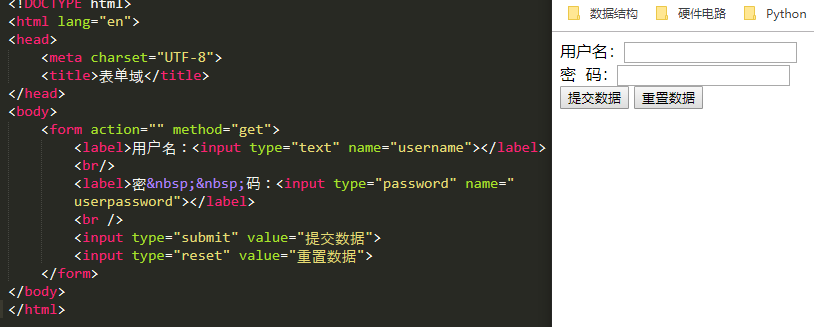 <!DOCTYPE html>
<html lang="en">
<head>
<meta charset="UTF-8">
<title>表单域</title>
</head>
<body>
<form action="" method="get">
<label>用户名：<input type="text" name="username"></label>
<br/>
<label>密&nbsp;&nbsp;码：<input type="password" name="
userpassword"></label>
<br />
<input type="submit" value="提交数据">
<input type="reset" value="重置数据">
</form>
</body>
</html>
数据结构 硬件电路 Python
用户名：
密 码：
提交数据 重置数据